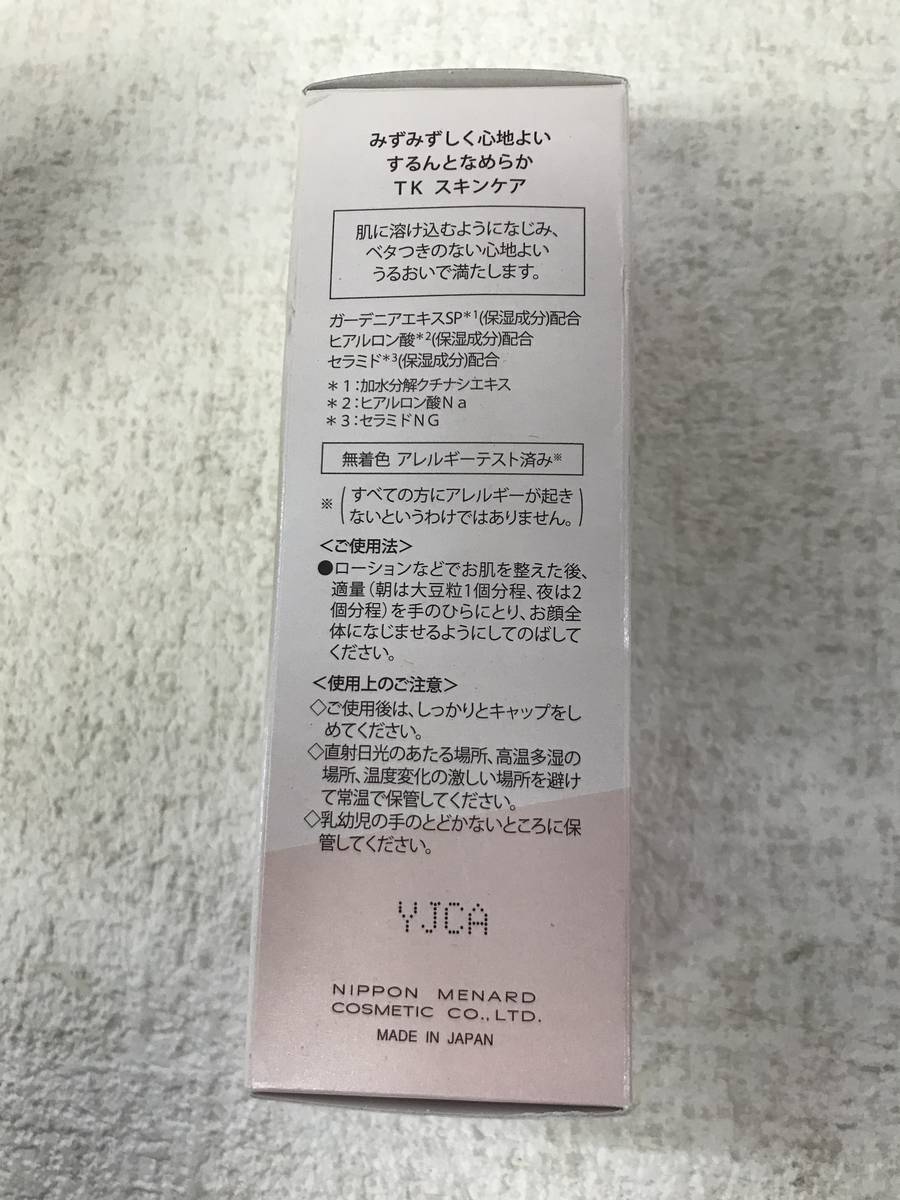 みずみずしく心地よい
するんとなめらか
TK スキンケア
肌に溶け込むようになじみ、
ベタつきのない心地よい
うるおいで満たします。
ガーデニアエキスSP＊1(保湿成分)配合
ヒアルロン酸＊2(保湿成分)配合
セラミド＊3(保湿成分)配合
＊1：加水分解クチナシエキス
＊2：ヒアルロン酸Na
＊3：セラミドNG
無着色 アレルギーテスト済み※
※(すべての方にアレルギーが起き
ないというわけではありません。)
＜ご使用法＞
●ローションなどでお肌を整えた後、
適量(朝は大豆粒1個分程、夜は2
個分程)を手のひらにとり、お顔全
体になじませるようにしてのばして
ください。
＜使用上のご注意＞
◇ご使用後は、しっかりとキャップをし
めてください。
◇直射日光のあたる場所、高温多湿の
場所、温度変化の激しい場所を避け
て常温で保管してください。
◇乳幼児の手のとどかないところに保
管してください。
YJCA
NIPPON MENARD
COSMETIC CO., LTD.
MADE IN JAPAN